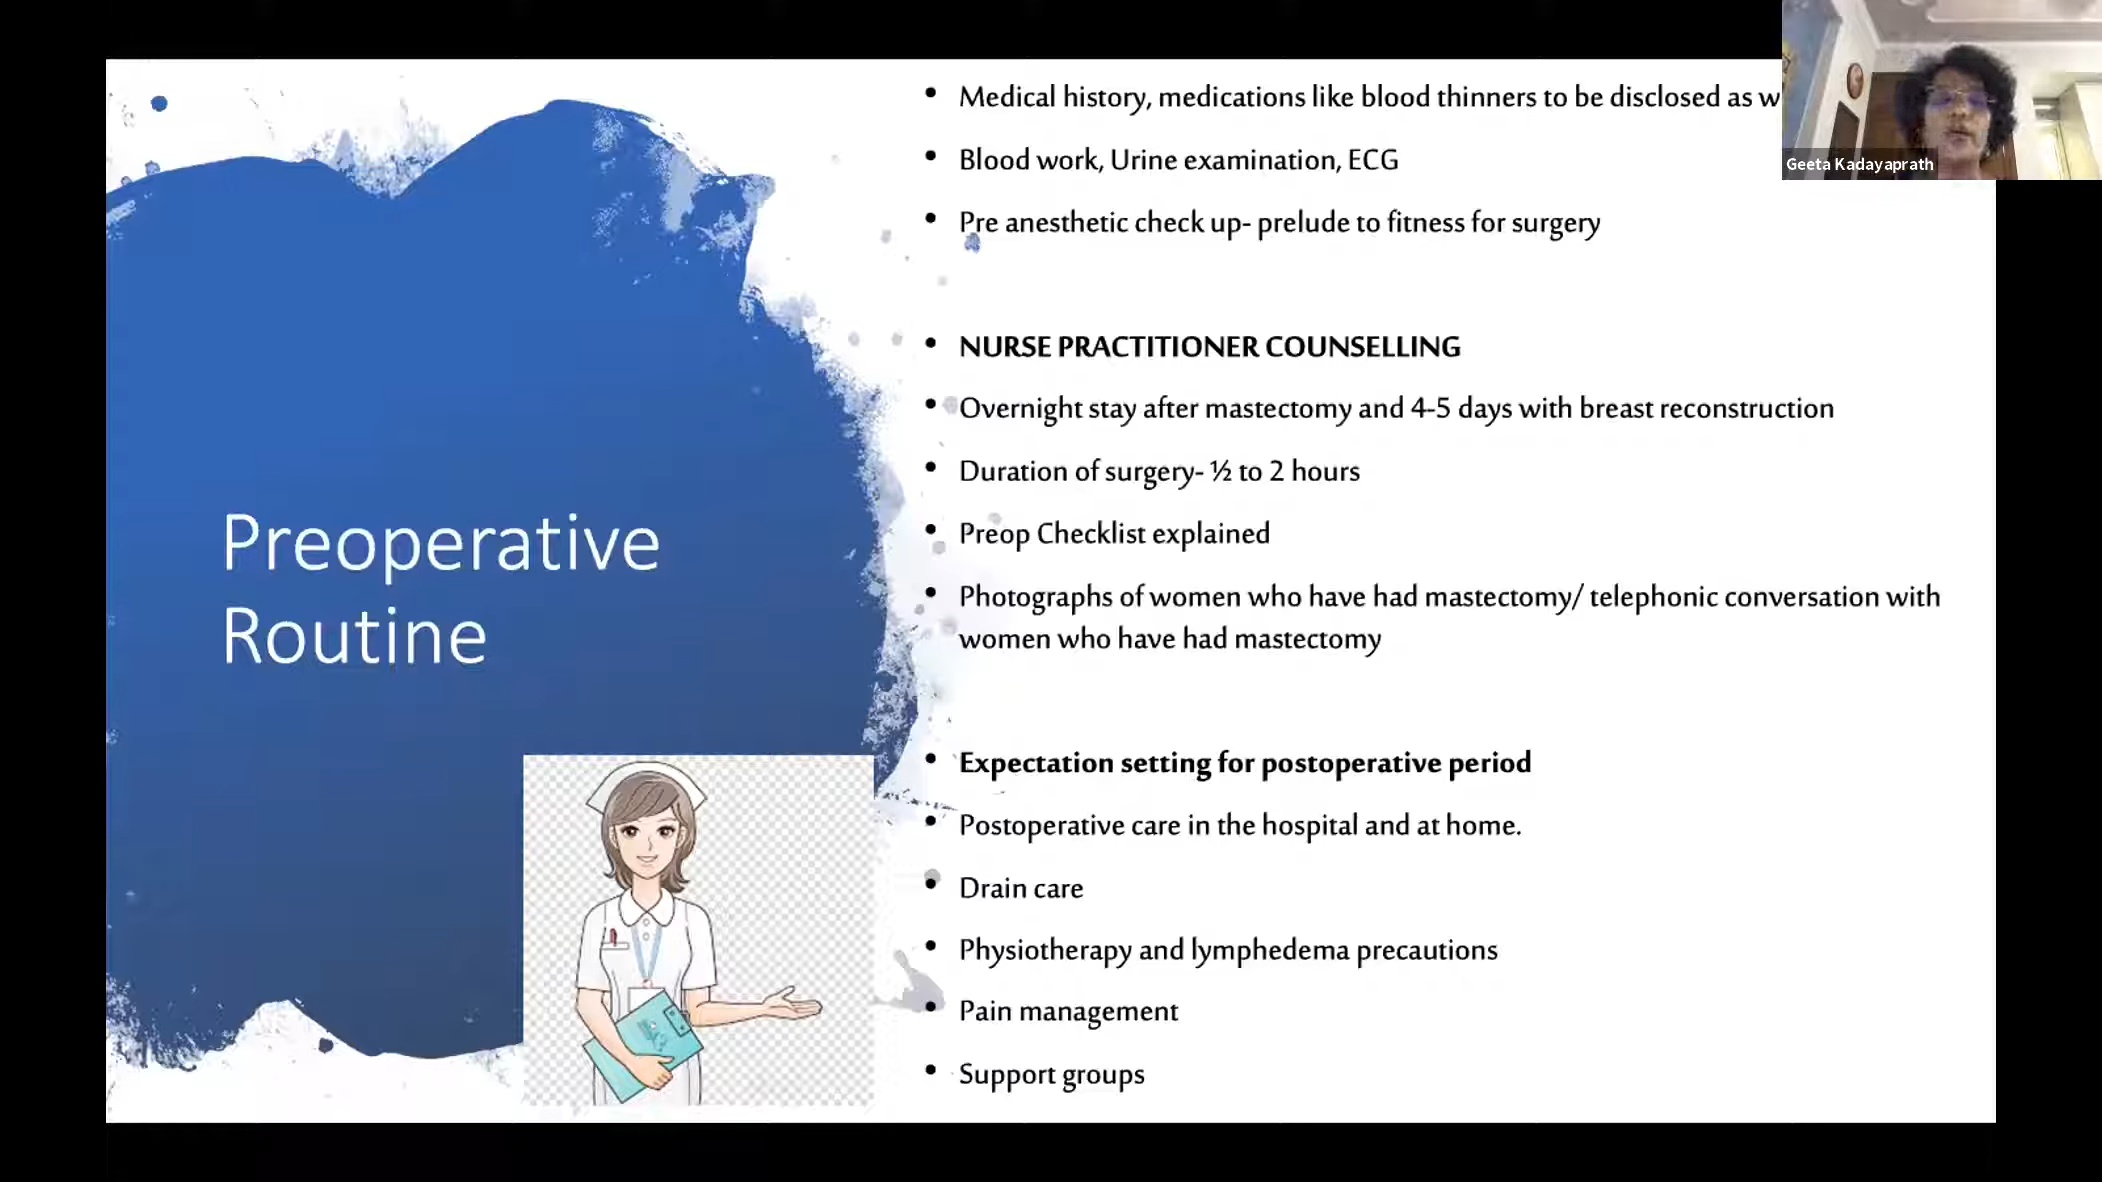 Preoperative
Routine
• Medical history, medications like blood thinners to be disclosed as w
• Blood work, Urine examination, ECG
• Pre anesthetic check up- prelude to fitness for surgery
• NURSE PRACTITIONER COUNSELLING
• Overnight stay after mastectomy and 4-5 days with breast reconstruction
• Duration of surgery- ½ to 2 hours
• Preop Checklist explained
• Photographs of women who have had mastectomy/ telephonic conversation with
women who have had mastectomy
• Expectation setting for postoperative period
• Postoperative care in the hospital and at home.
• Drain care
• Physiotherapy and lymphedema precautions
• Pain management
• Support groups
Geeta Kadayaprath